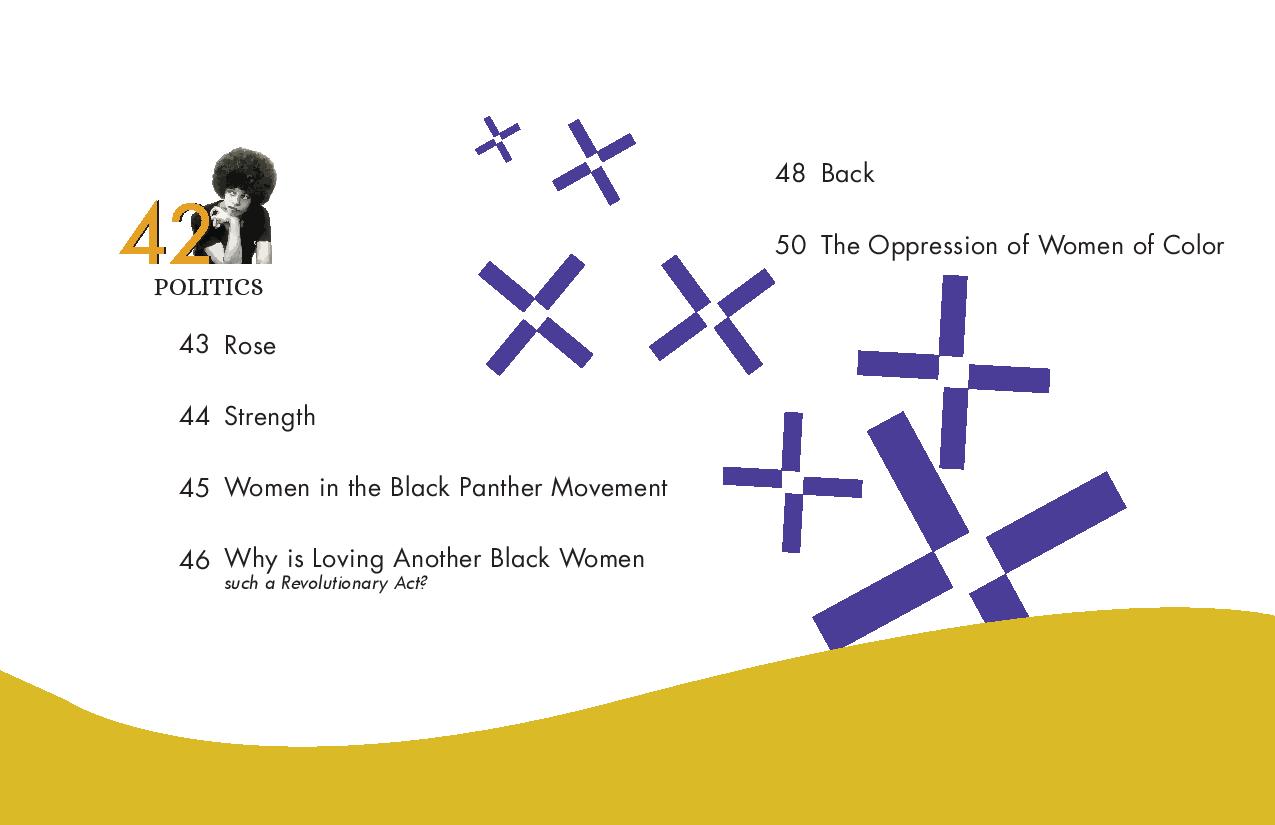 42
POLITICS
43 Rose
44 Strength
45 Women in the Black Panther Movement
46 Why is Loving Another Black Women
such a Revolutionary Act?
48 Back
50 The Oppression of Women of Color